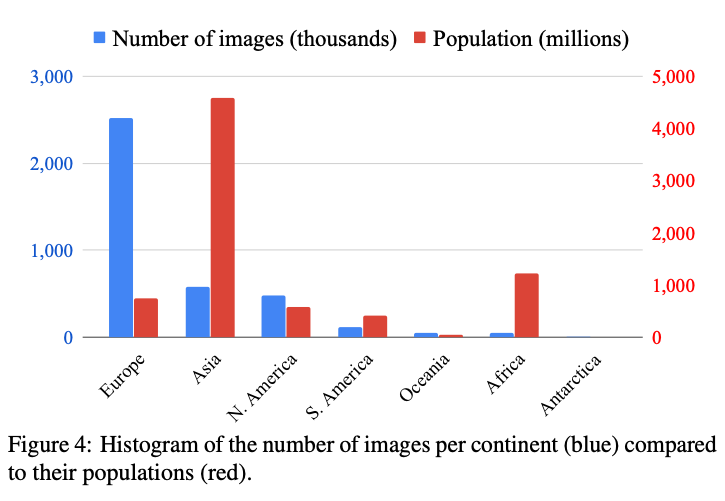 Number of images (thousands) Population (millions)
3,000
2,000
1,000
0
5,000
4,000
3,000
2,000
1,000
0
Europe
Asia
N. America
S. America
Oceania
Africa
Antarctica
Figure 4: Histogram of the number of images per continent (blue) compared
to their populations (red).